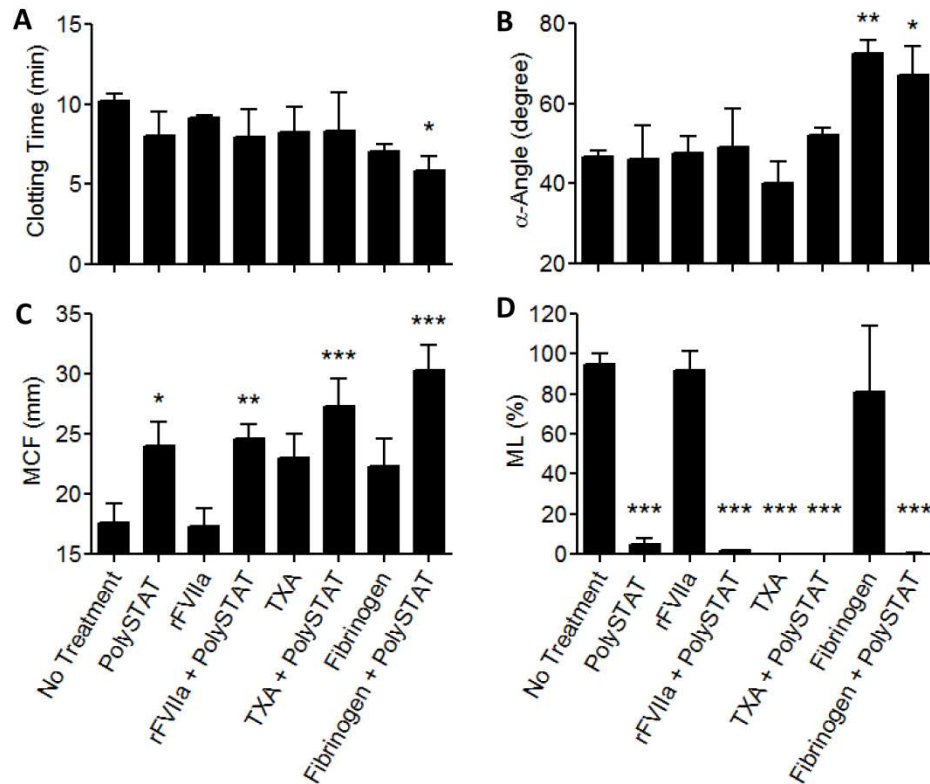 A
Clotting Time (min)
15
10
5
0
*
B
α-Angle (degree)
80
60
40
20
**
*
C
MCF (mm)
35
30
25
20
15
*
**
***
***
No Treatment
PolySTAT
rFVIIa
rFVIIa + PolySTAT
TXA
TXA + PolySTAT
Fibrinogen
Fibrinogen + PolySTAT
D
ML (%)
120
100
80
60
40
20
0
***
***
***
***
***
No Treatment
PolySTAT
rFVIIa
rFVIIa + PolySTAT
TXA
TXA + PolySTAT
Fibrinogen
Fibrinogen + PolySTAT